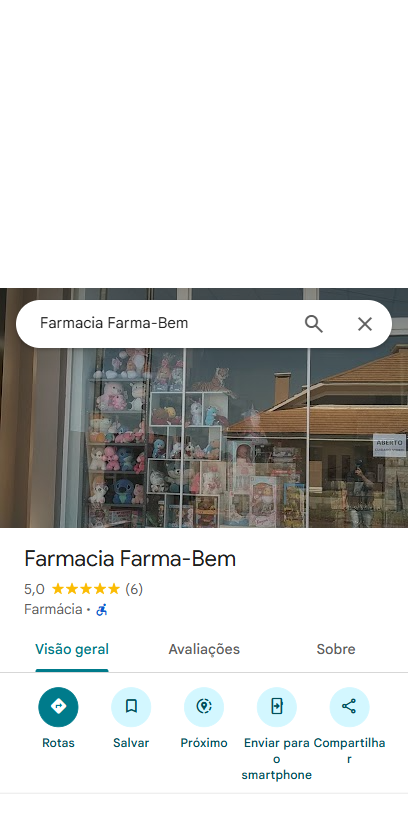 Farmacia Farma-Bem
ABERTO
Farmacia Farma-Bem
5,0 ★★★★★ (6)
Farmácia ·
Visão geral Avaliações Sobre
Rotas Salvar Próximo Enviar para o smartphone Compartilhar